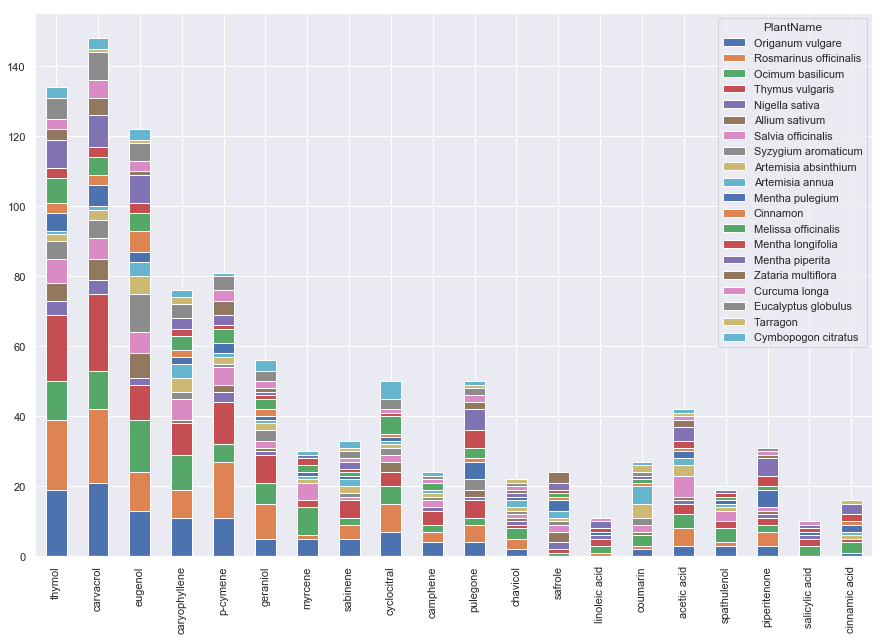 PlantName
Origanum vulgare
Rosmarinus officinalis
Ocimum basilicum
Thymus vulgaris
Nigella sativa
Allium sativum
Salvia officinalis
Syzygium aromaticum
Artemisia absinthium
Artemisia annua
Mentha pulegium
Cinnamon
Melissa officinalis
Mentha longifolia
Mentha piperita
Zataria multiflora
Curcuma longa
Eucalyptus globulus
Tarragon
Cymbopogon citratus
140
120
100
80
60
40
20
0
thymol
carvacrol
eugenol
caryophyllene
p-cymene
geraniol
myrcene
sabinene
cyclocitral
camphene
pulegone
chavicol
safrole
linoleic acid
coumarin
acetic acid
spathulenol
piperitenone
salicylic acid
cinnamic acid